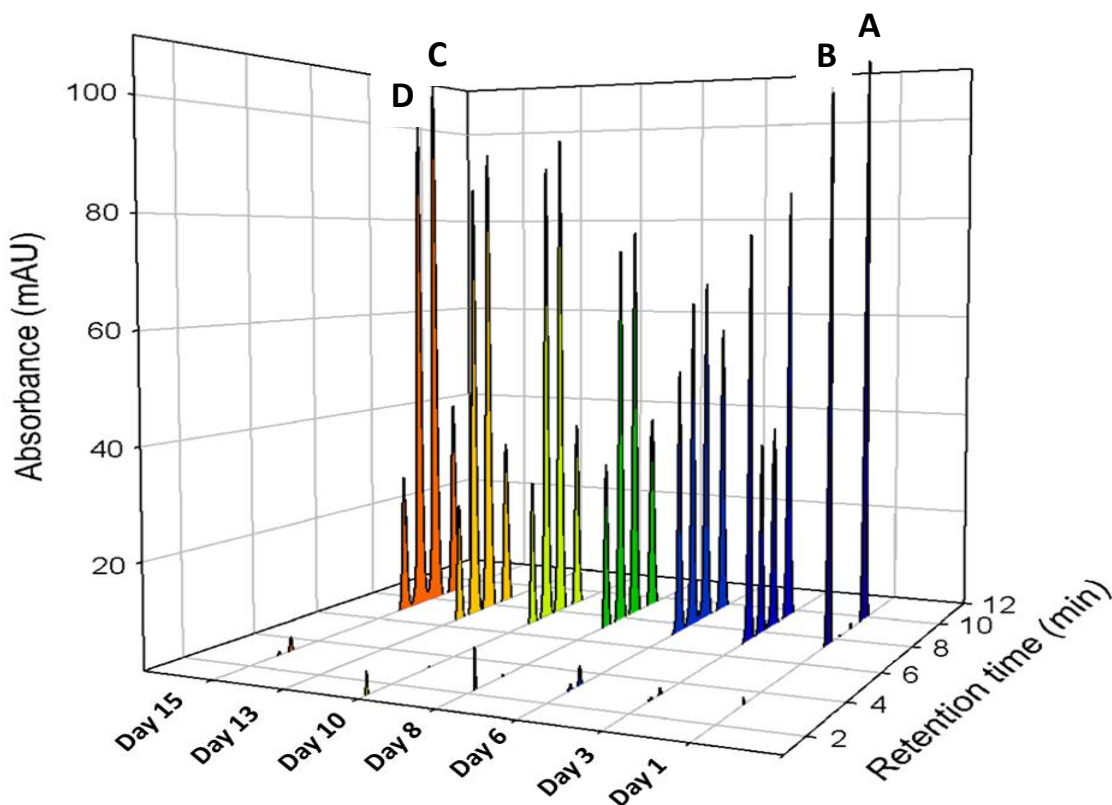 A
B
C
D
100
80
60
40
20
Absorbance (mAU)
12
10
8
6
4
2
Retention time (min)
Day 15
Day 13
Day 10
Day 8
Day 6
Day 3
Day 1